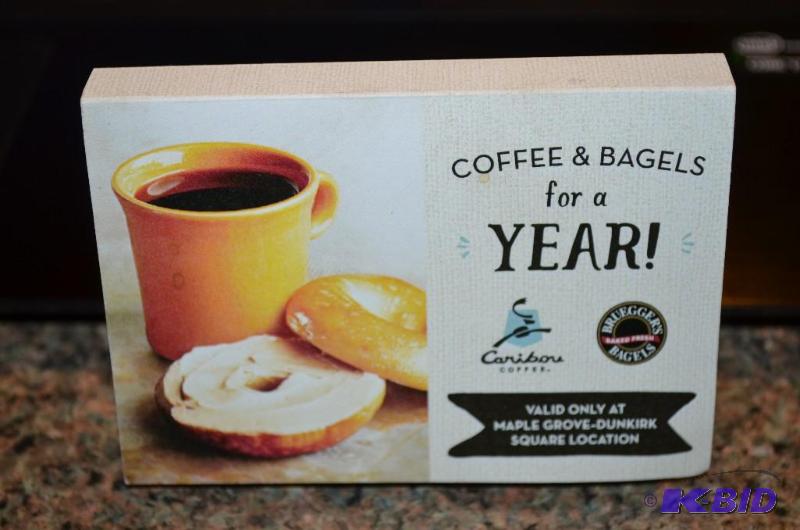 COFFEE & BAGELS
for a
YEAR!
Caribou
COFFEE
BRUEGGER'S
BAKED FRESH
BAGELS
VALID ONLY AT
MAPLE GROVE-DUNKIRK
SQUARE LOCATION
© K-BID